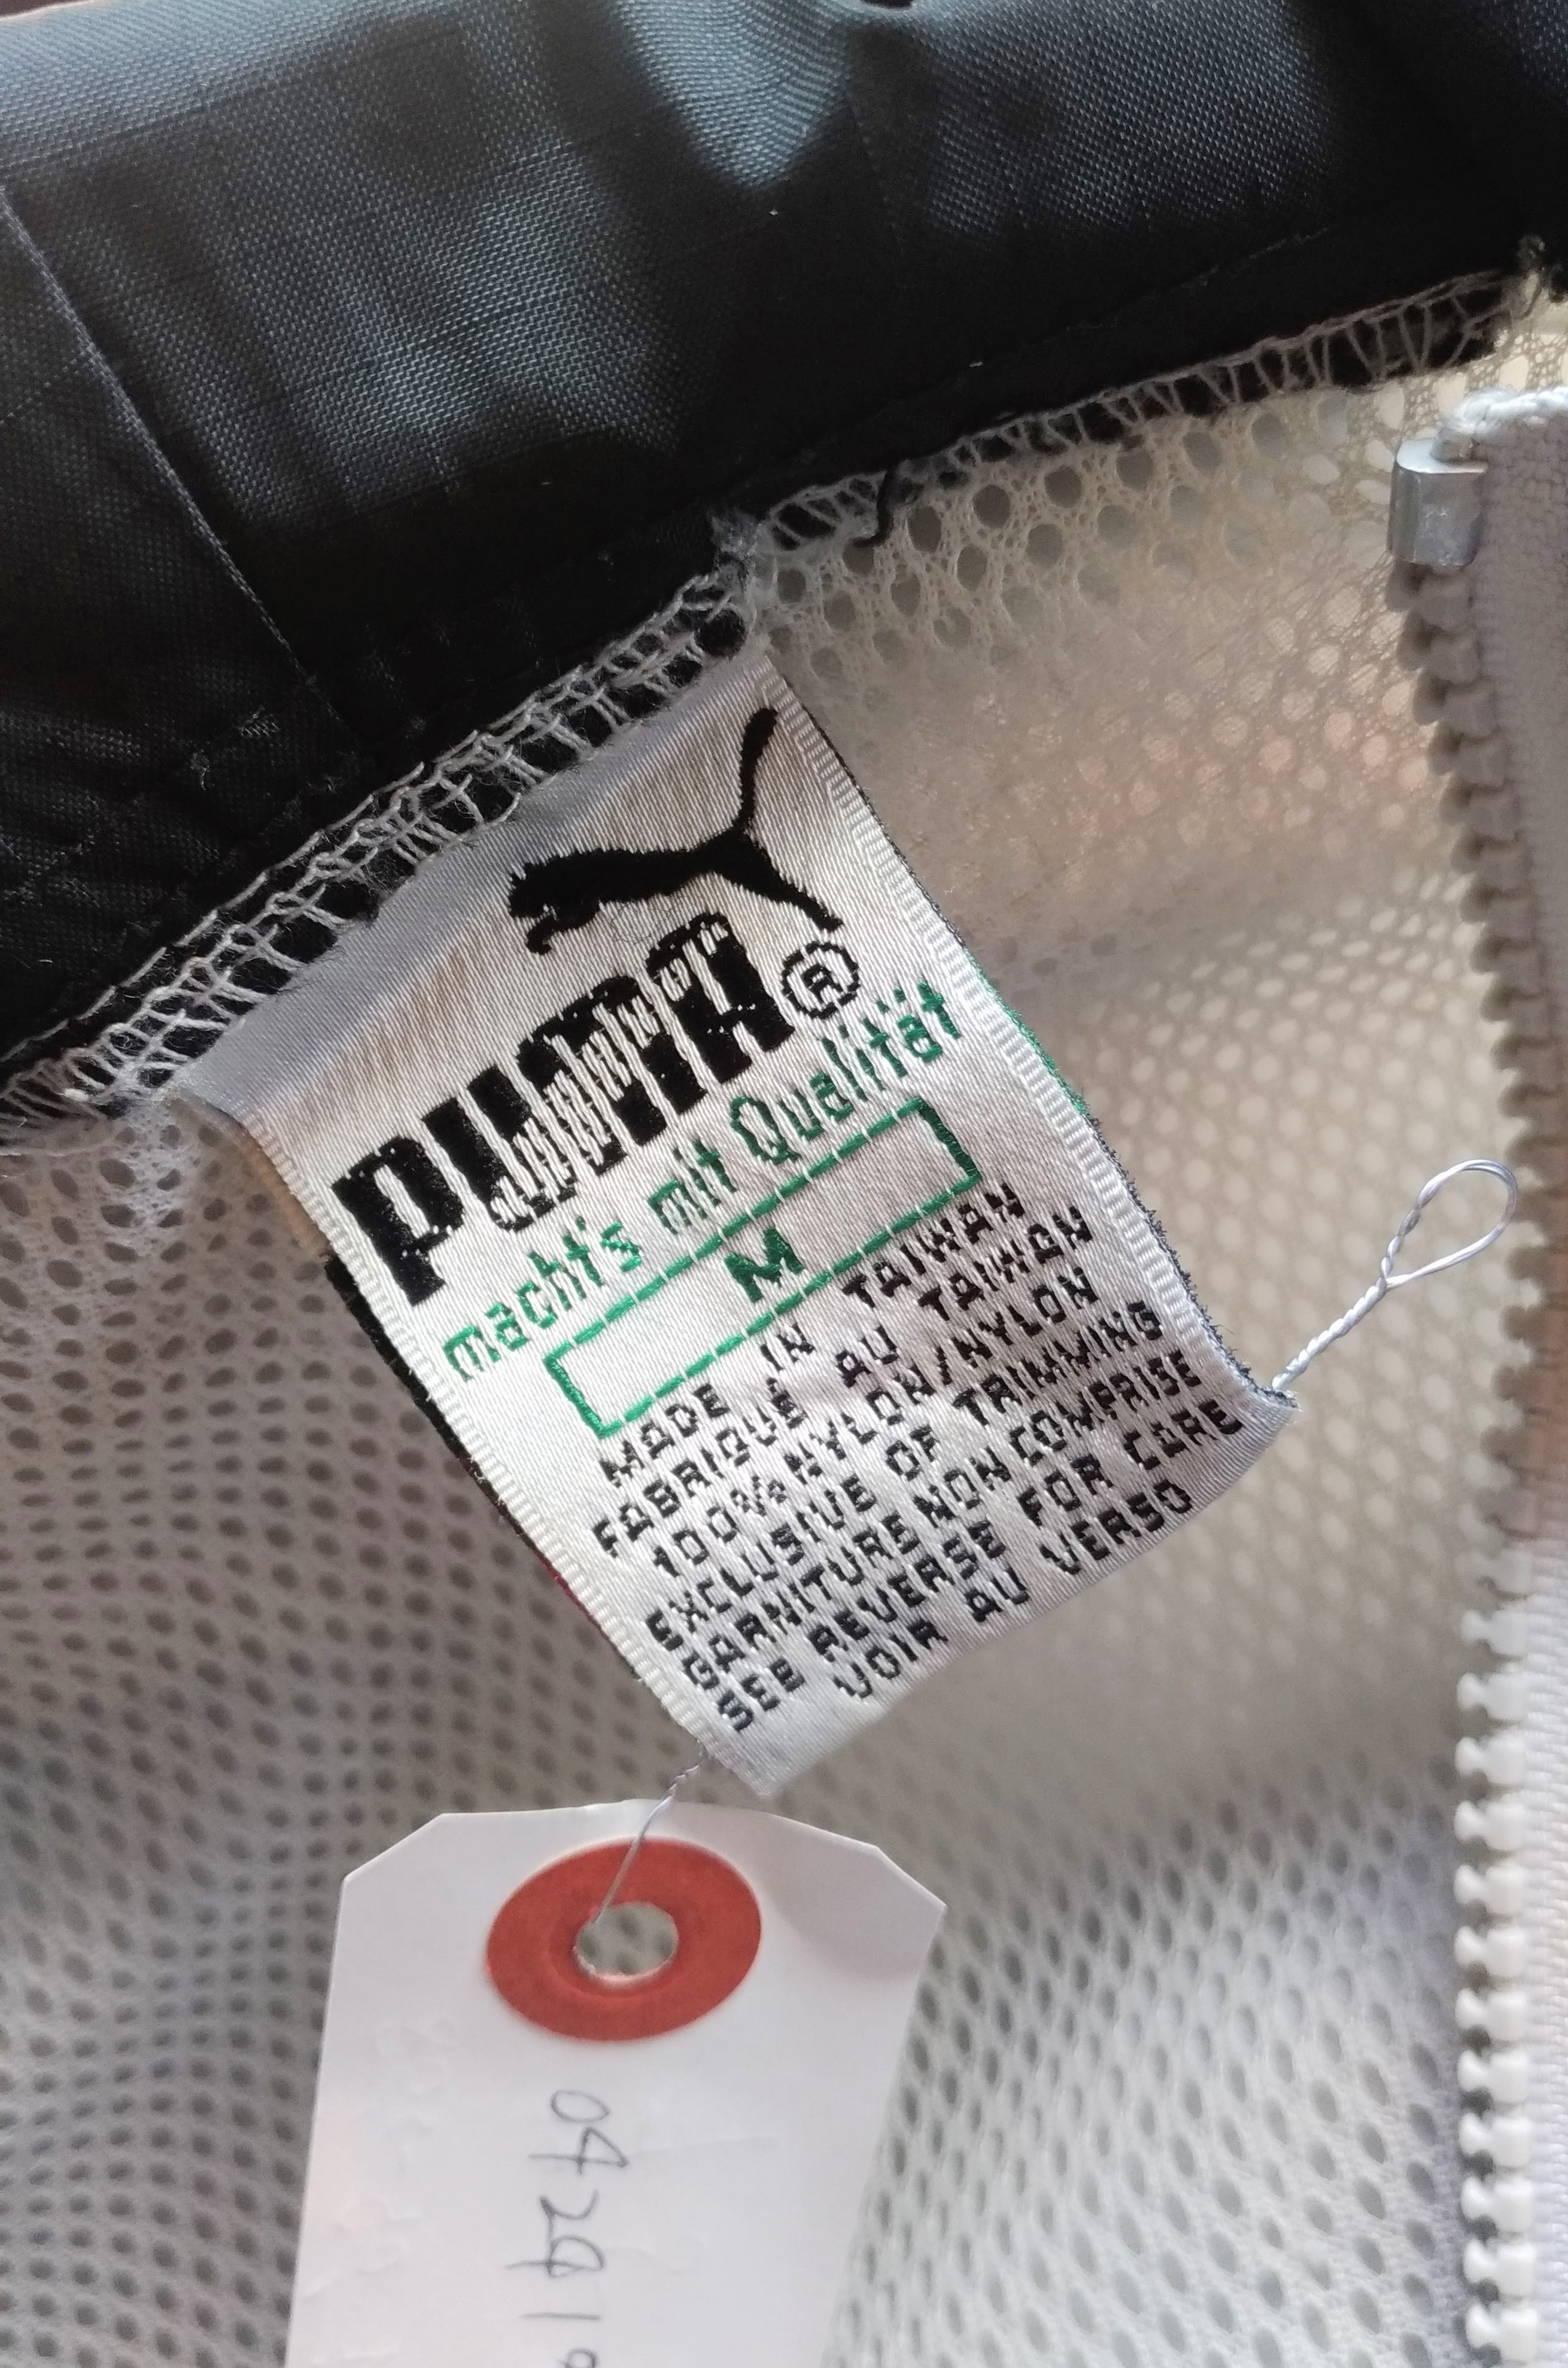 PUMA®
macht's mit Qualität
M
MADE IN TAIWAN
FABRIQUÉ AU TAIWAN
100% NYLON/NYLON
EXCLUSIVE OF TRIMMING
GARNITURE NON COMPRISE
SEE REVERSE FOR CARE
VOIR AU VERSO